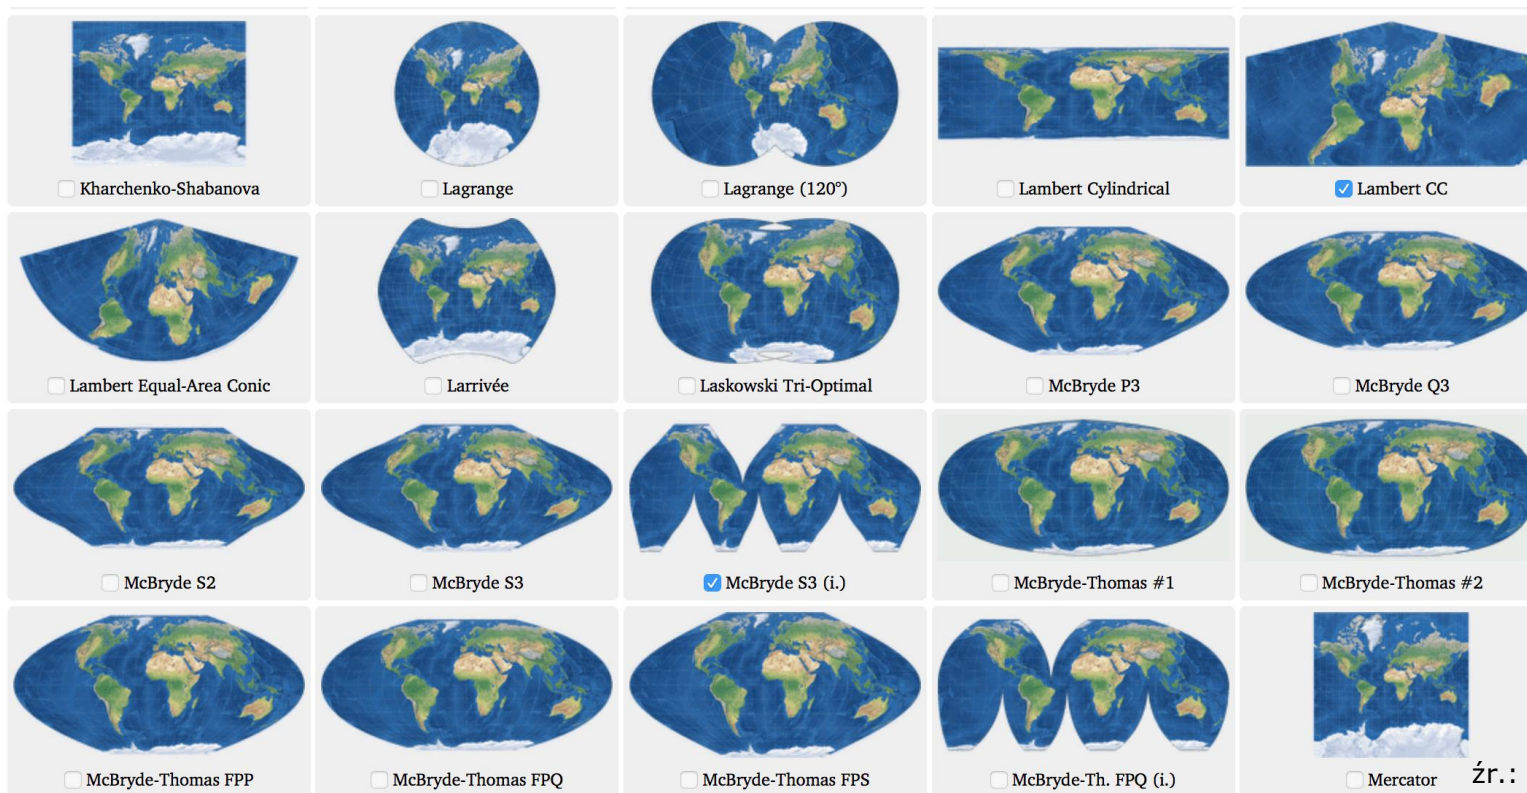 Kharchenko-Shabanova
Lagrange
Lagrange (120°)
Lambert Cylindrical
Lambert CC
Lambert Equal-Area Conic
Larrivée
Laskowski Tri-Optimal
McBryde P3
McBryde Q3
McBryde S2
McBryde S3
McBryde S3 (i.)
McBryde-Thomas #1
McBryde-Thomas #2
McBryde-Thomas FPP
McBryde-Thomas FPQ
McBryde-Thomas FPS
McBryde-Th. FPQ (i.)
Mercator
źr.: